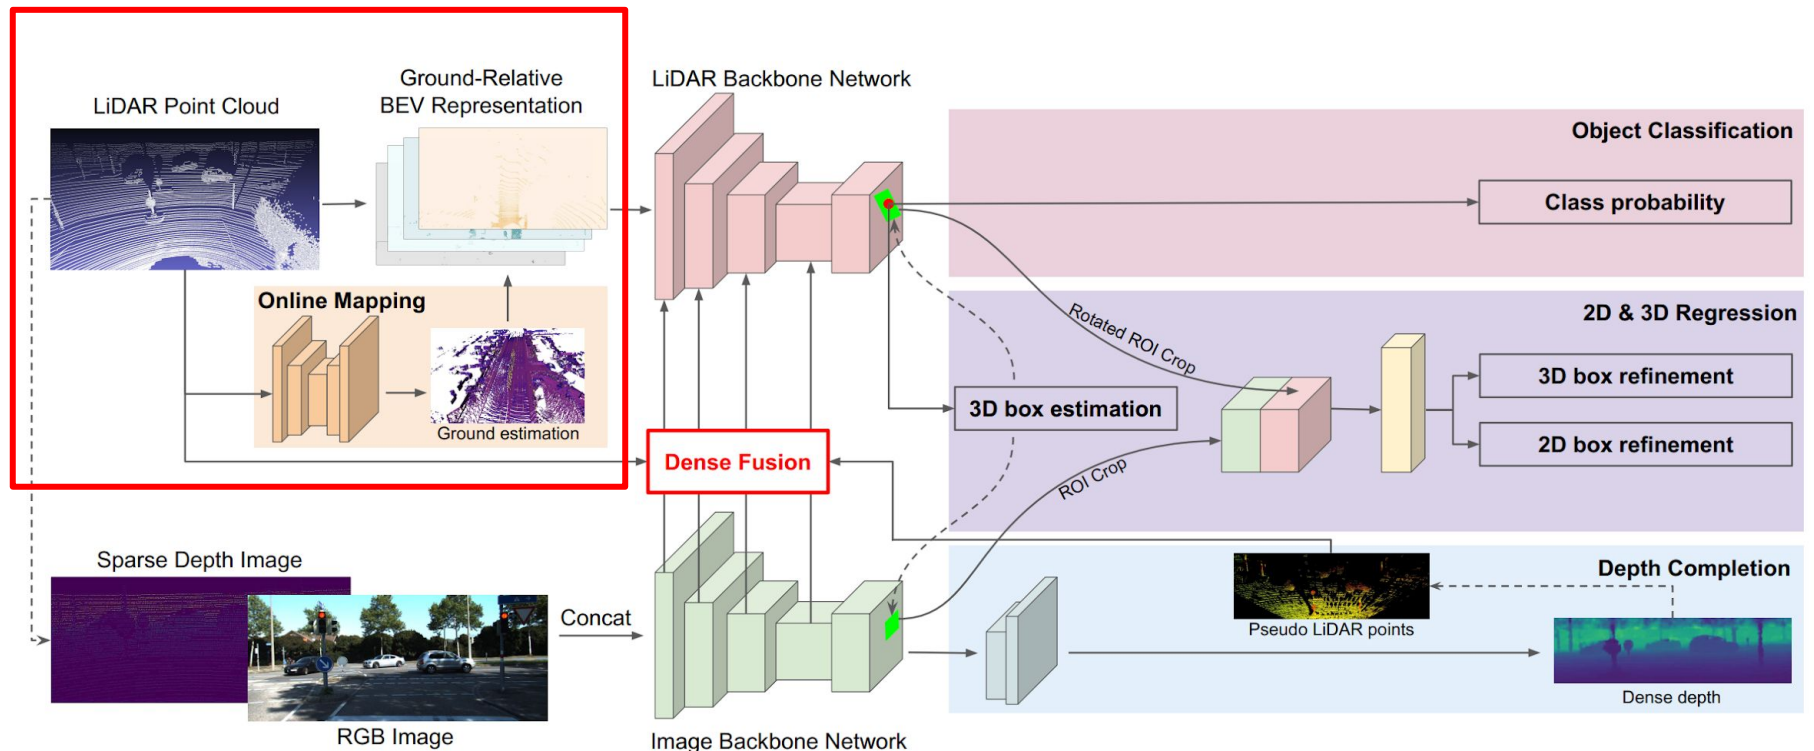 LiDAR Point Cloud
Ground-Relative
BEV Representation
LiDAR Backbone Network
Object Classification
Class probability
Online Mapping
Ground estimation
2D & 3D Regression
Rotated ROI Crop
3D box estimation
3D box refinement
2D box refinement
Dense Fusion
ROI Crop
Sparse Depth Image
RGB Image
Concat
Image Backbone Network
Depth Completion
Pseudo LiDAR points
Dense depth